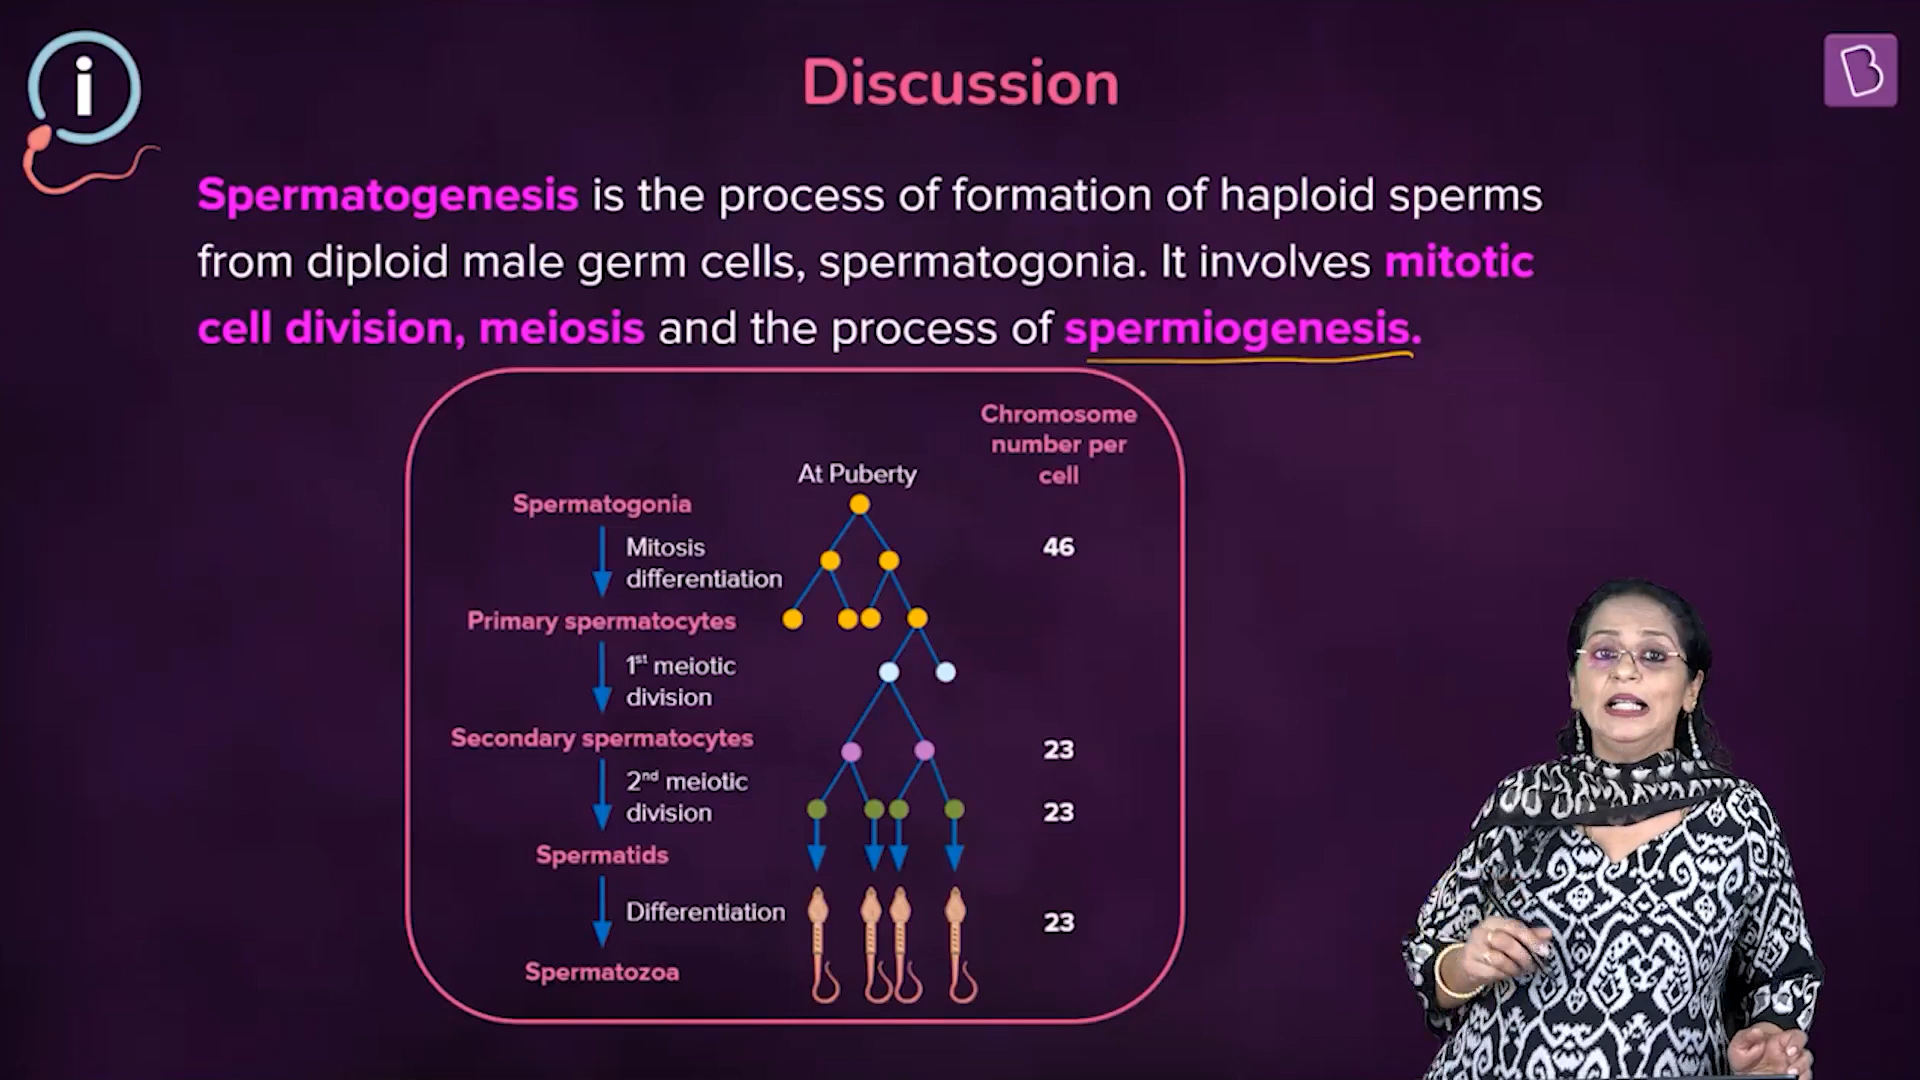 i
Discussion
B
Spermatogenesis is the process of formation of haploid sperms
from diploid male germ cells, spermatogonia. It involves mitotic
cell division, meiosis and the process of spermiogenesis.
Chromosome
number per
cell
At Puberty
Spermatogonia
Mitosis
differentiation
46
Primary spermatocytes
1st meiotic
division
Secondary spermatocytes
23
2nd meiotic
division
23
Spermatids
Differentiation
23
Spermatozoa